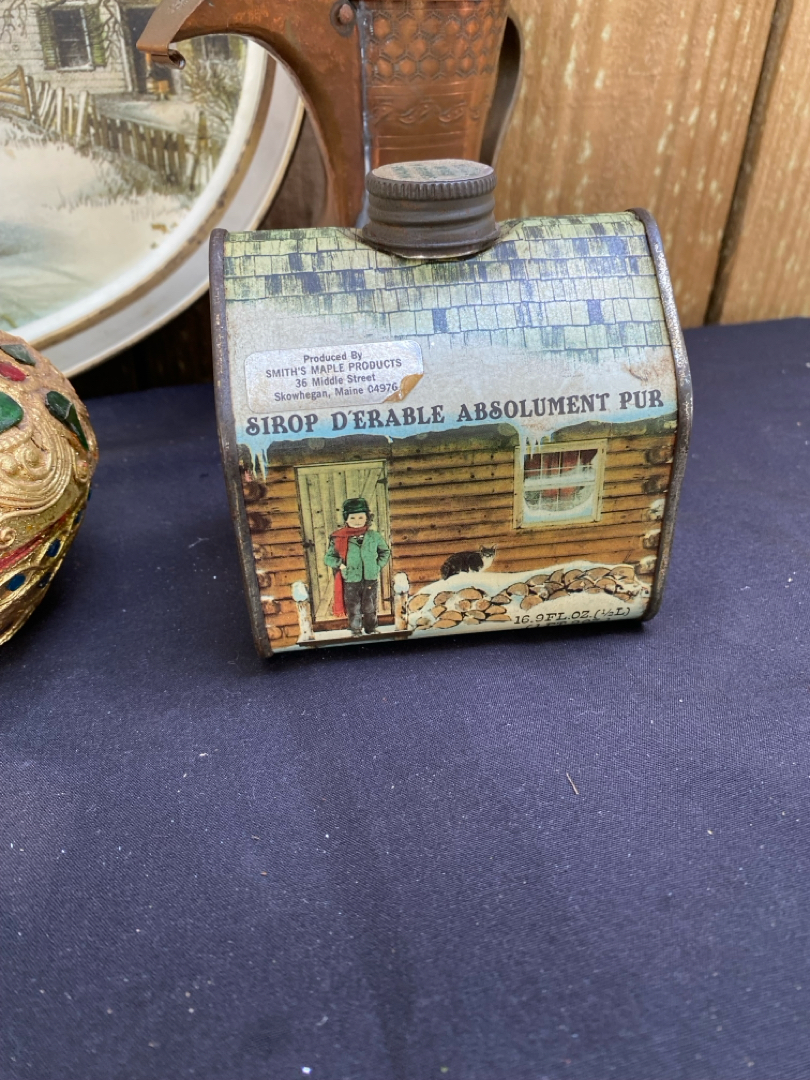 Produced By
SMITH'S MAPLE PRODUCTS
36 Middle Street
Skowhegan, Maine 04976
SIROP D'ERABLE ABSOLUMENT PUR
16.9 FL.OZ.(½L)